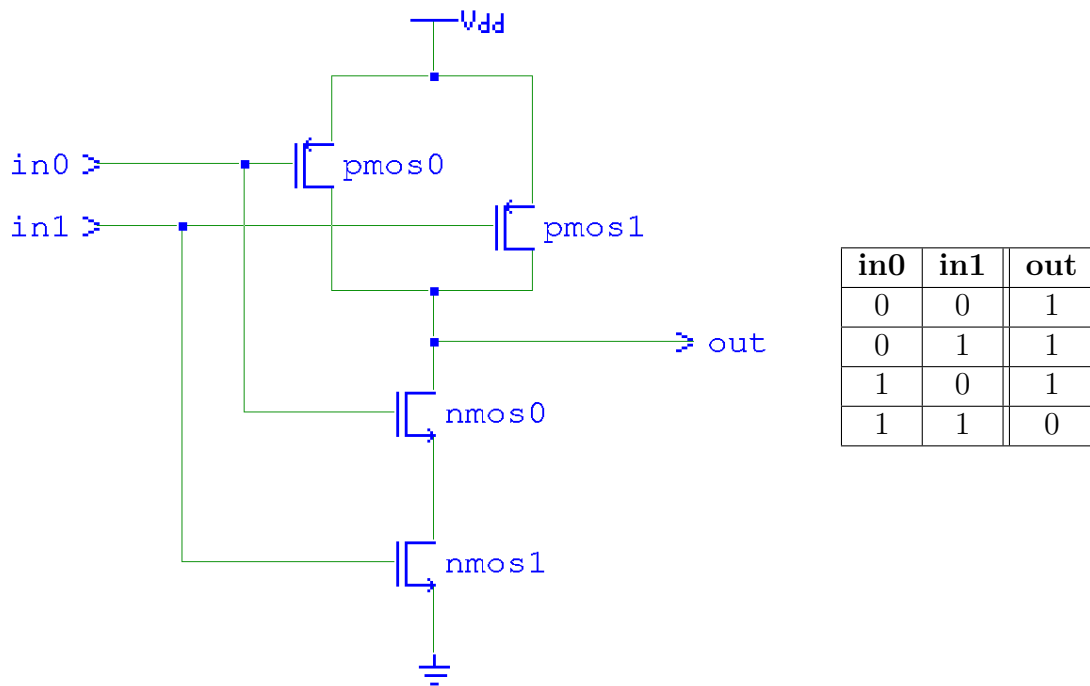 Vdd
in0
pmos0
in1
pmos1
out
nmos0
nmos1
in0 in1 out
0 0 1
0 1 1
1 0 1
1 1 0